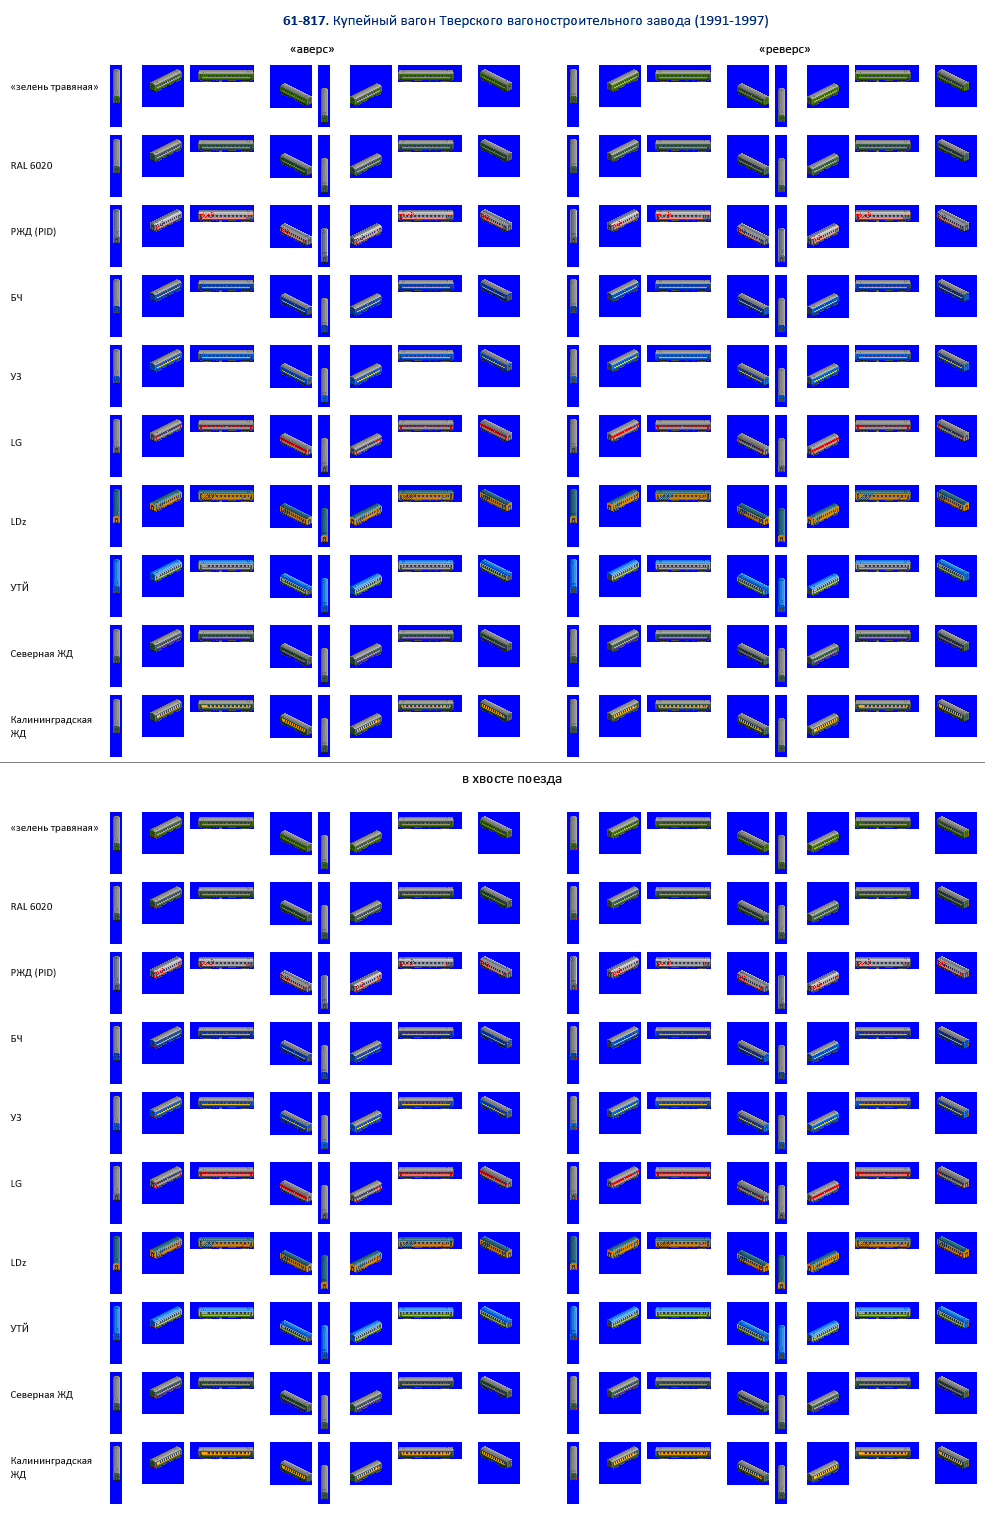 61-817. Купейный вагон Тверского вагоностроительного завода (1991-1997)
«аверс» «реверс»
«зелень травяная»
RAL 6020
РЖД (PID)
БЧ
УЗ
LG
LDz
УТЙ
Северная ЖД
Калининградская
ЖД
в хвосте поезда
«зелень травяная»
RAL 6020
РЖД (PID)
БЧ
УЗ
LG
LDz
УТЙ
Северная ЖД
Калининградская
ЖД